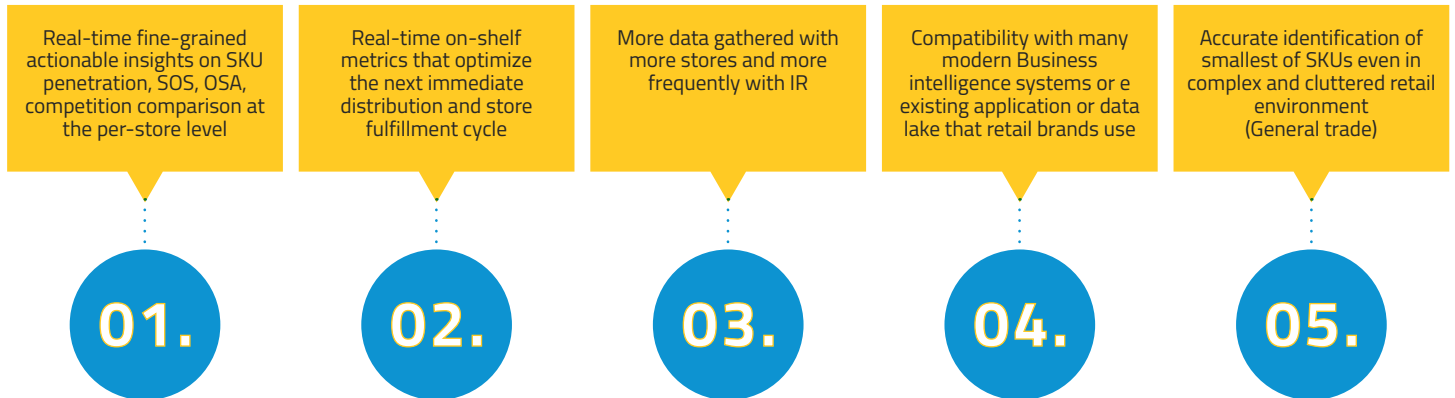 Real-time fine-grained
actionable insights on SKU
penetration, SOS, OSA,
competition comparison at
the per-store level
01.
Real-time on-shelf
metrics that optimize
the next immediate
distribution and store
fulfillment cycle
02.
More data gathered with
more stores and more
frequently with IR
03.
Compatibility with many
modern Business
intelligence systems or e
existing application or data
lake that retail brands use
04.
Accurate identification of
smallest of SKUs even in
complex and cluttered retail
environment
(General trade)
05.